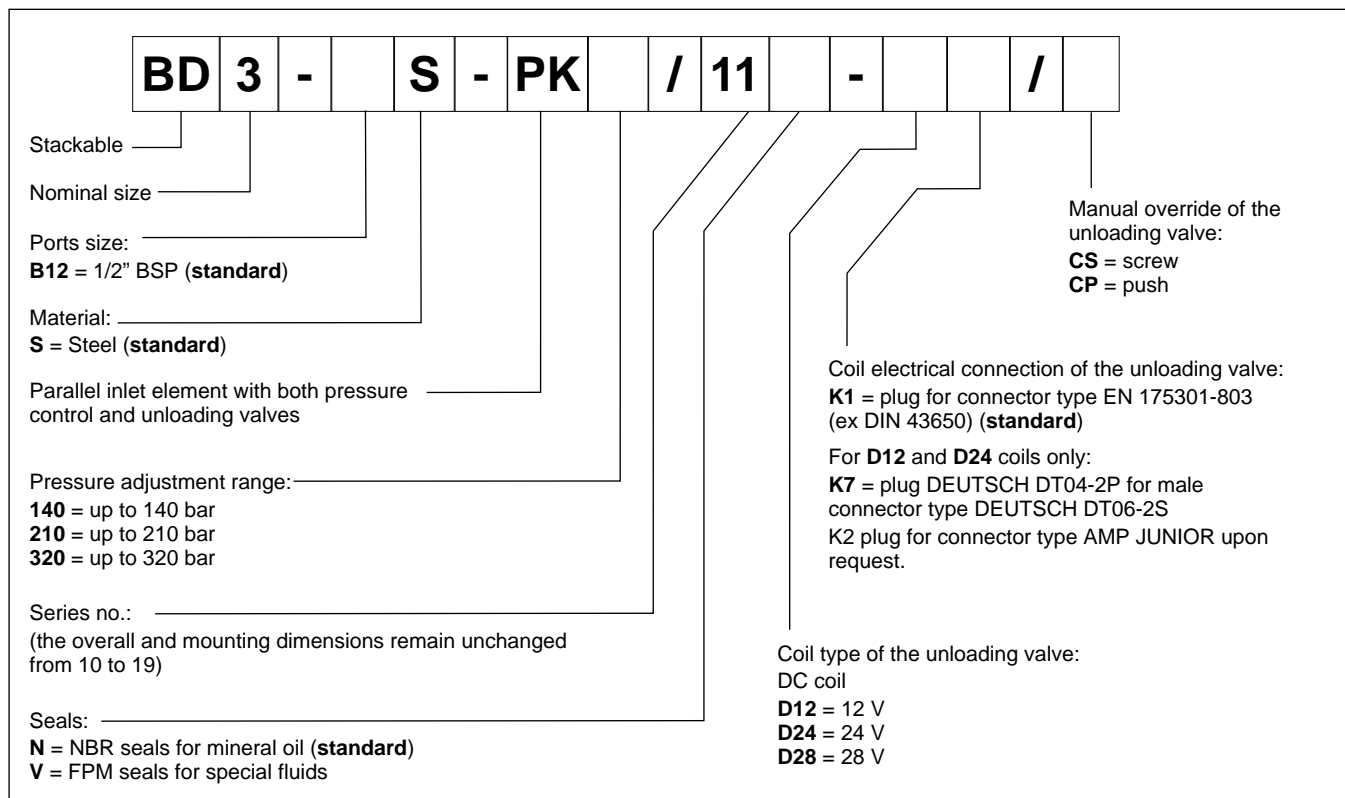 BD 3 - S - PK / 11 - /
Stackable
Nominal size
Ports size:
B12 = 1/2” BSP (standard)
Material:
S = Steel (standard)
Parallel inlet element with both pressure
control and unloading valves
Pressure adjustment range:
140 = up to 140 bar
210 = up to 210 bar
320 = up to 320 bar
Series no.:
(the overall and mounting dimensions remain unchanged
from 10 to 19)
Seals:
N = NBR seals for mineral oil (standard)
V = FPM seals for special fluids
Manual override of the
unloading valve:
CS = screw
CP = push
Coil electrical connection of the unloading valve:
K1 = plug for connector type EN 175301-803
(ex DIN 43650) (standard)
For D12 and D24 coils only:
K7 = plug DEUTSCH DT04-2P for male
connector type DEUTSCH DT06-2S
K2 plug for connector type AMP JUNIOR upon
request.
Coil type of the unloading valve:
DC coil
D12 = 12 V
D24 = 24 V
D28 = 28 V